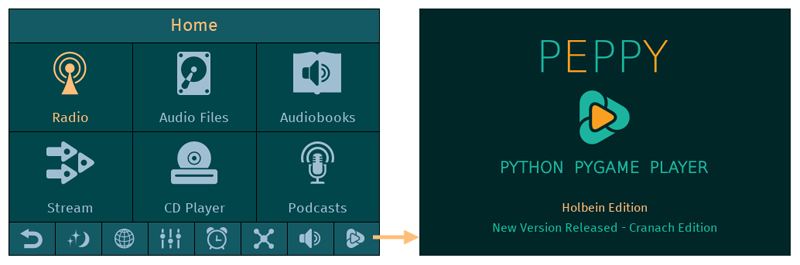 Home
Radio
Audio Files
Audiobooks
Stream
CD Player
Podcasts
PEPPY
PYTHON PYGAME PLAYER
Holbein Edition
New Version Released - Cranach Edition